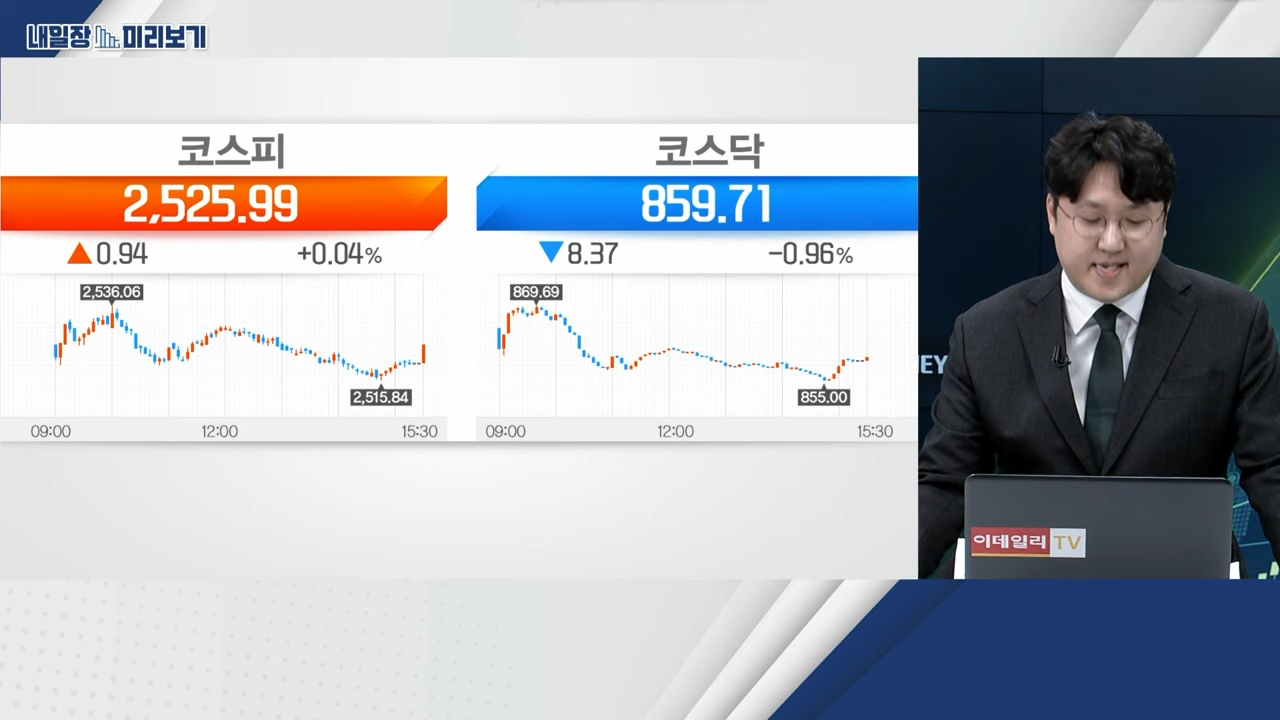 내일장 미리보기
코스피
2,525.99
▲0.94 +0.04%
2,536.06
2,515.84
09:00 12:00 15:30
코스닥
859.71
▼8.37 -0.96%
869.69
855.00
09:00 12:00 15:30
EY
이데일리TV